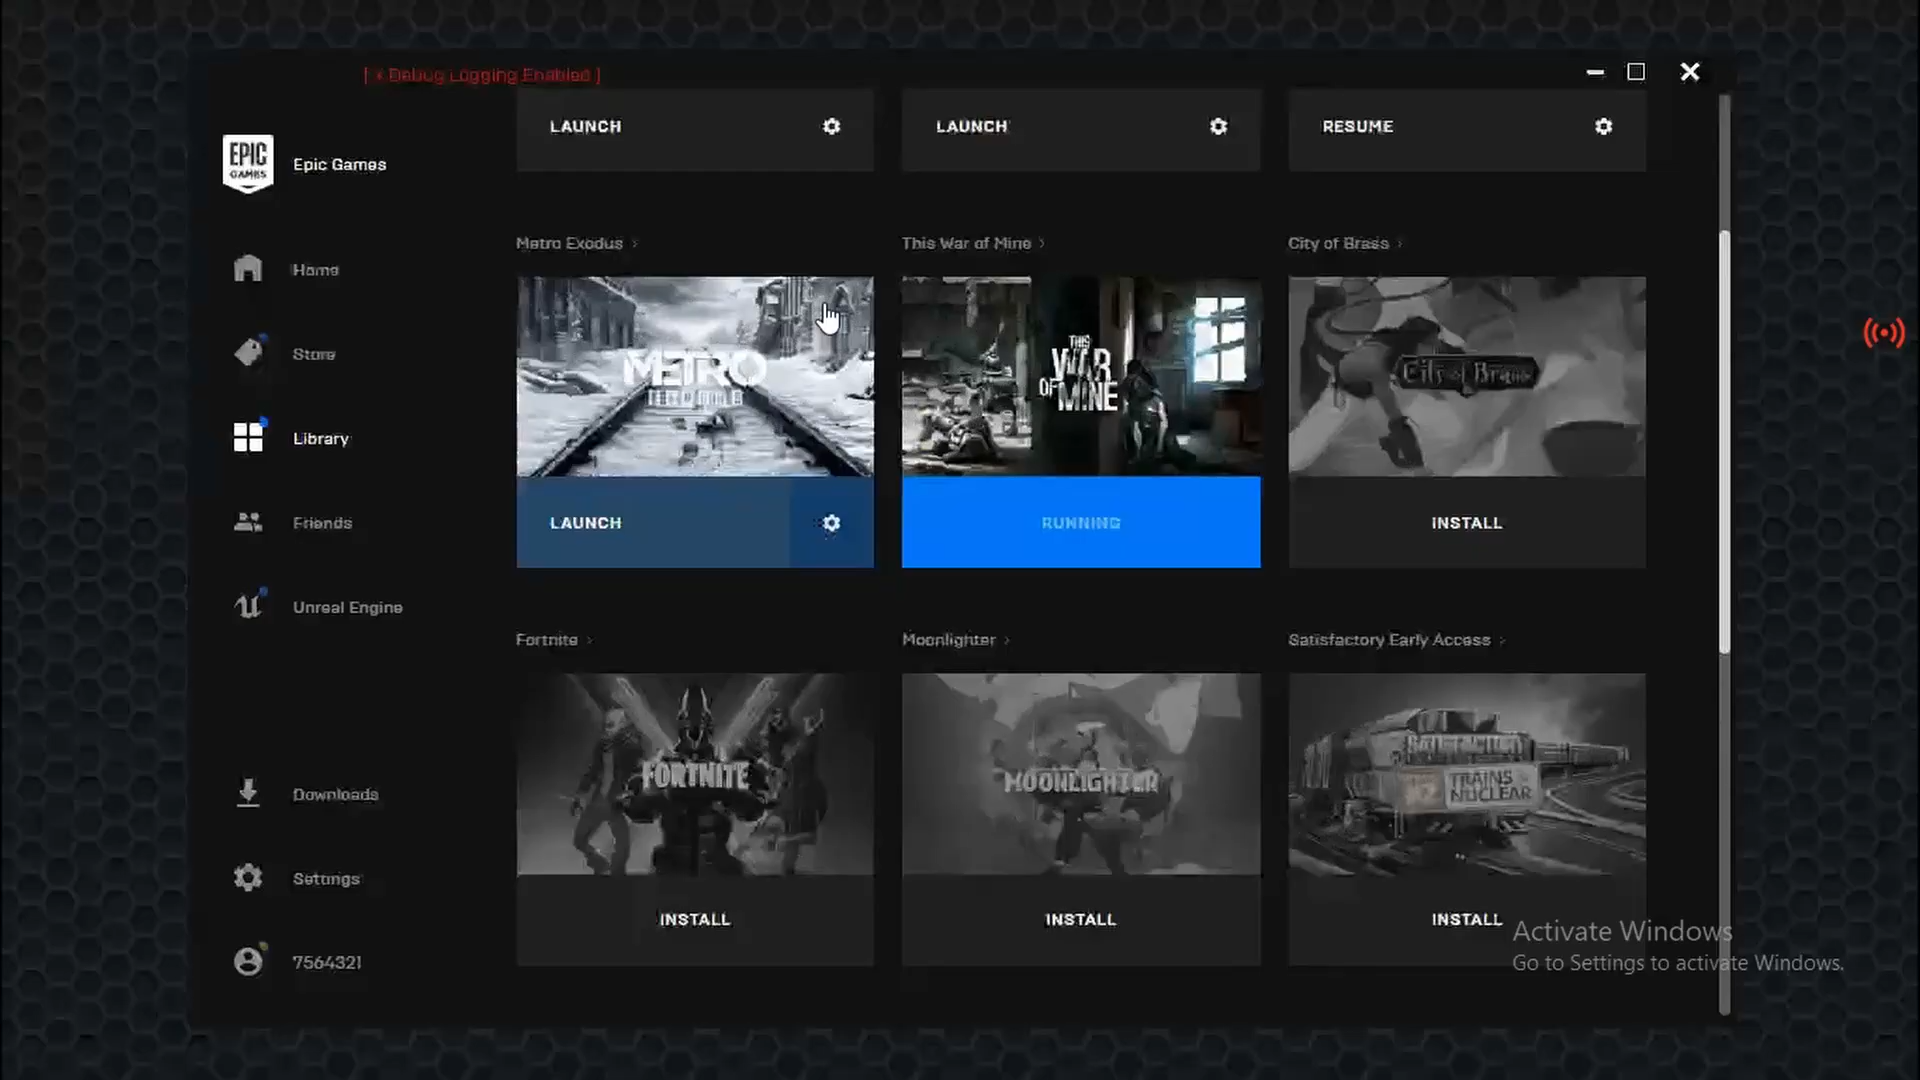 [ ‹ Debug Logging Enabled ]
LAUNCH
LAUNCH
RESUME
EPIC
GAMES
Epic Games
Metro Exodus ›
This War of Mine ›
City of Brass ›
Home
Store
METRO
THIS
WAR
OF MINE
City of Brass
Library
LAUNCH
RUNNING
INSTALL
Friends
Unreal Engine
Fortnite ›
Moonlighter ›
Satisfactory Early Access ›
FORTNITE
MOONLIGHTER
SATISFACTORY
TRAINS
NUCLEAR
Downloads
Settings
INSTALL
INSTALL
INSTALL
Activate Windows
Go to Settings to activate Windows.
7564321